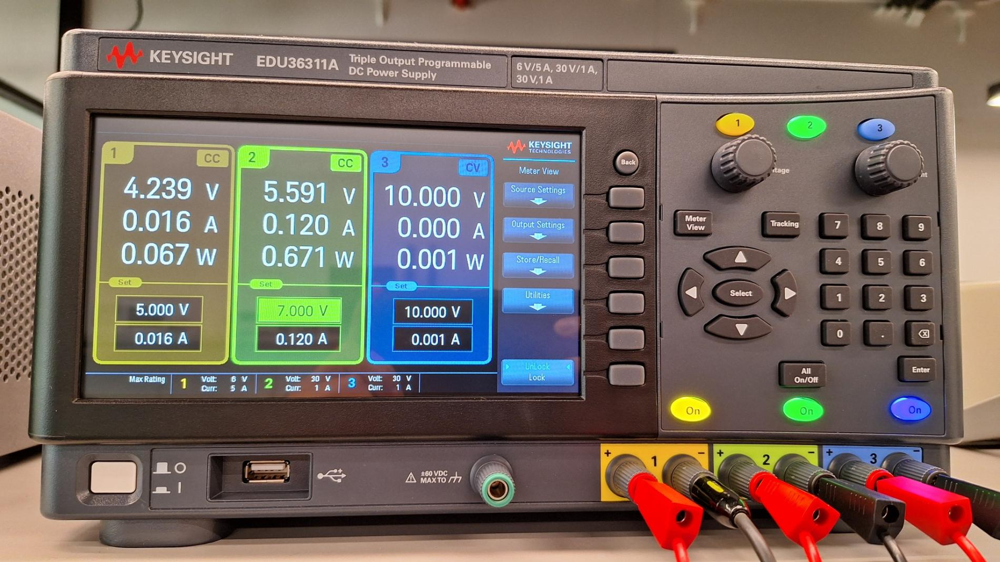 KEYSIGHT EDU36311A Triple Output Programmable
DC Power Supply
6 V/5 A, 30 V/1 A,
30 V,1 A
1 CC
4.239 V
0.016 A
0.067 W
Set
5.000 V
0.016 A
2 CC
5.591 V
0.120 A
0.671 W
Set
7.000 V
0.120 A
3 CV
10.000 V
0.000 A
0.001 W
Set
10.000 V
0.001 A
KEYSIGHT
TECHNOLOGIES
Meter View
Source Settings
Output Settings
Store/Recall
Utilities
UnLock
Lock
Max Rating
1 Volt: 6 V
Curr: 5 A
2 Volt: 30 V
Curr: 1 A
3 Volt: 30 V
Curr: 1 A
Back
1 2 3
tage
nt
Meter
View
Tracking
7 8 9
4 5 6
1 2 3
0 .
Select
All
On/Off
Enter
On On On
±60 VDC
MAX TO
+ 1 −
+ 2 −
+ 3 −